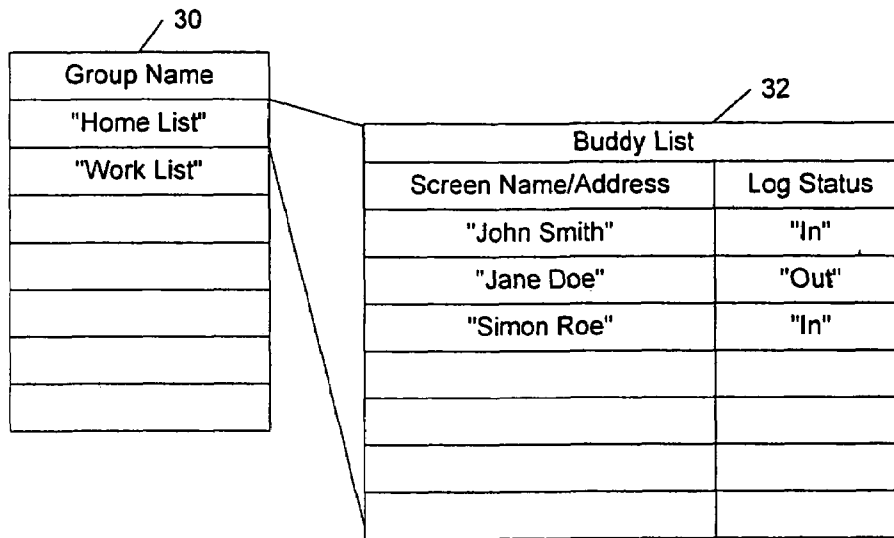 30
Group Name
"Home List"
"Work List"
32
Buddy List
Screen Name/Address Log Status
"John Smith" "In"
"Jane Doe" "Out"
"Simon Roe" "In"